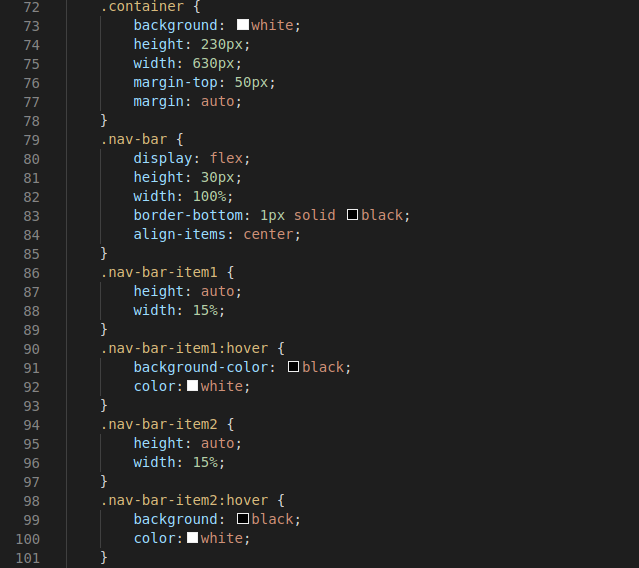 72 .container {
73 background: white;
74 height: 230px;
75 width: 630px;
76 margin-top: 50px;
77 margin: auto;
78 }
79 .nav-bar {
80 display: flex;
81 height: 30px;
82 width: 100%;
83 border-bottom: 1px solid black;
84 align-items: center;
85 }
86 .nav-bar-item1 {
87 height: auto;
88 width: 15%;
89 }
90 .nav-bar-item1:hover {
91 background-color: black;
92 color: white;
93 }
94 .nav-bar-item2 {
95 height: auto;
96 width: 15%;
97 }
98 .nav-bar-item2:hover {
99 background: black;
100 color: white;
101 }